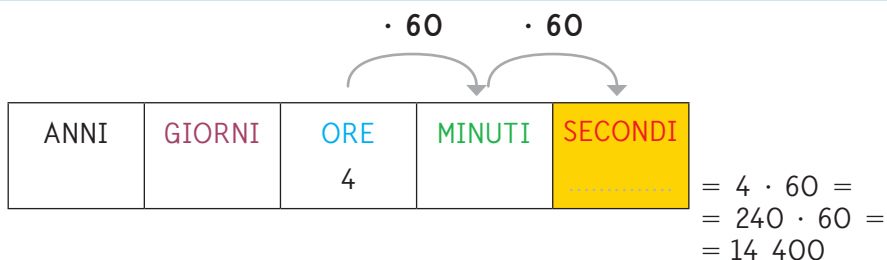 · 60 · 60
ANNI GIORNI ORE MINUTI SECONDI
4 ..............
= 4 · 60 =
= 240 · 60 =
= 14 400